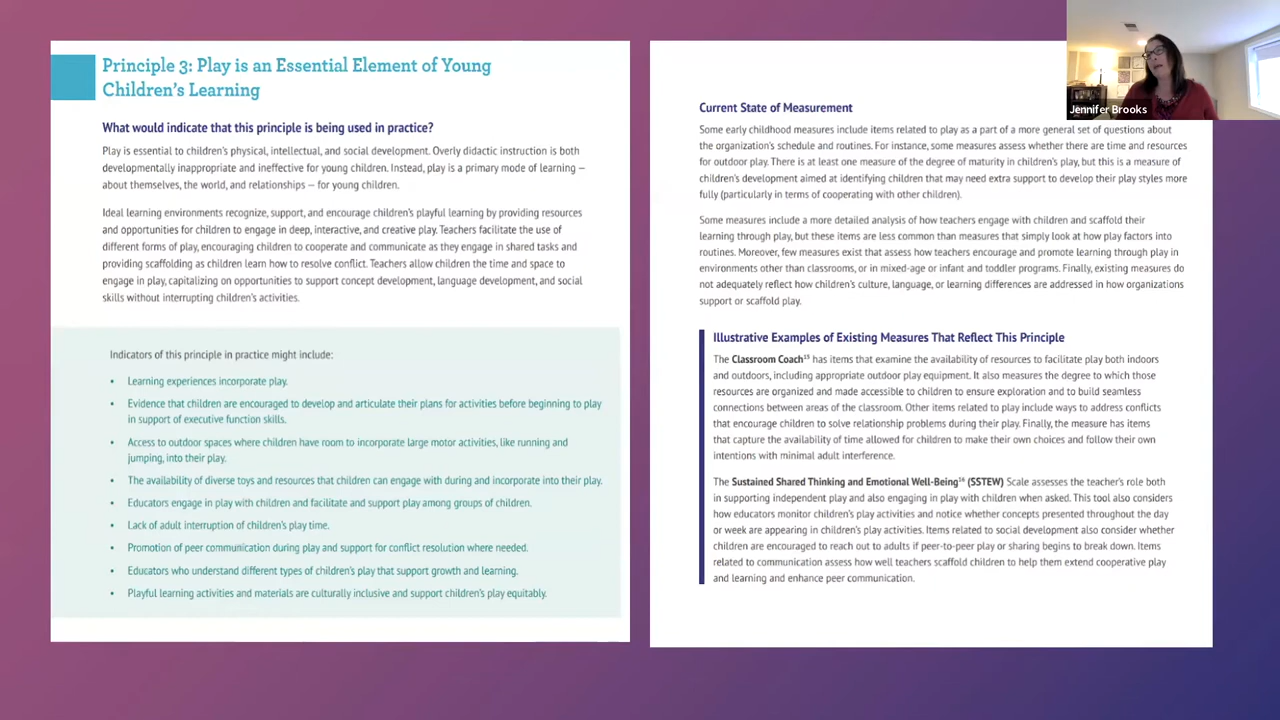 Principle 3: Play is an Essential Element of Young
Children's Learning
What would indicate that this principle is being used in practice?
Play is essential to children's physical, intellectual, and social development. Overly didactic instruction is both
developmentally inappropriate and ineffective for young children. Instead, play is a primary mode of learning —
about themselves, the world, and relationships — for young children.
Ideal learning environments recognize, support, and encourage children's playful learning by providing resources
and opportunities for children to engage in deep, interactive, and creative play. Teachers facilitate the use of
different forms of play, encouraging children to cooperate and communicate as they engage in shared tasks and
providing scaffolding as children learn how to resolve conflict. Teachers allow children the time and space to
engage in play, capitalizing on opportunities to support concept development, language development, and social
skills without interrupting children's activities.
Indicators of this principle in practice might include:
• Learning experiences incorporate play.
• Evidence that children are encouraged to develop and articulate their plans for activities before beginning to play
in support of executive function skills.
• Access to outdoor spaces where children have room to incorporate large motor activities, like running and
jumping, into their play.
• The availability of diverse toys and resources that children can engage with during and incorporate into their play.
• Educators engage in play with children and facilitate and support play among groups of children.
• Lack of adult interruption of children's play time.
• Promotion of peer communication during play and support for conflict resolution where needed.
• Educators who understand different types of children's play that support growth and learning.
• Playful learning activities and materials are culturally inclusive and support children's play equitably.
Current State of Measurement
Some early childhood measures include items related to play as a part of a more general set of questions about
the organization's schedule and routines. For instance, some measures assess whether there are time and resources
for outdoor play. There is at least one measure of the degree of maturity in children's play, but this is a measure of
children's development aimed at identifying children that may need extra support to develop their play styles more
fully (particularly in terms of cooperating with other children).
Some measures include a more detailed analysis of how teachers engage with children and scaffold their
learning through play, but these items are less common than measures that simply look at how play factors into
routines. Moreover, few measures exist that assess how teachers encourage and promote learning through play in
environments other than classrooms, or in mixed-age or infant and toddler programs. Finally, existing measures do
not adequately reflect how children's culture, language, or learning differences are addressed in how organizations
support or scaffold play.
Illustrative Examples of Existing Measures That Reflect This Principle
The Classroom Coach¹⁵ has items that examine the availability of resources to facilitate play both indoors
and outdoors, including appropriate outdoor play equipment. It also measures the degree to which those
resources are organized and made accessible to children to ensure exploration and to build seamless
connections between areas of the classroom. Other items related to play include ways to address conflicts
that encourage children to solve relationship problems during their play. Finally, the measure has items
that capture the availability of time allowed for children to make their own choices and follow their own
intentions with minimal adult interference.
The Sustained Shared Thinking and Emotional Well-Being¹⁶ (SSTEW) Scale assesses the teacher's role both
in supporting independent play and also engaging in play with children when asked. This tool also considers
how educators monitor children's play activities and notice whether concepts presented throughout the day
or week are appearing in children's play activities. Items related to social development also consider whether
children are encouraged to reach out to adults if peer-to-peer play or sharing begins to break down. Items
related to communication assess how well teachers scaffold children to help them extend cooperative play
and learning and enhance peer communication.
Jennifer Brooks